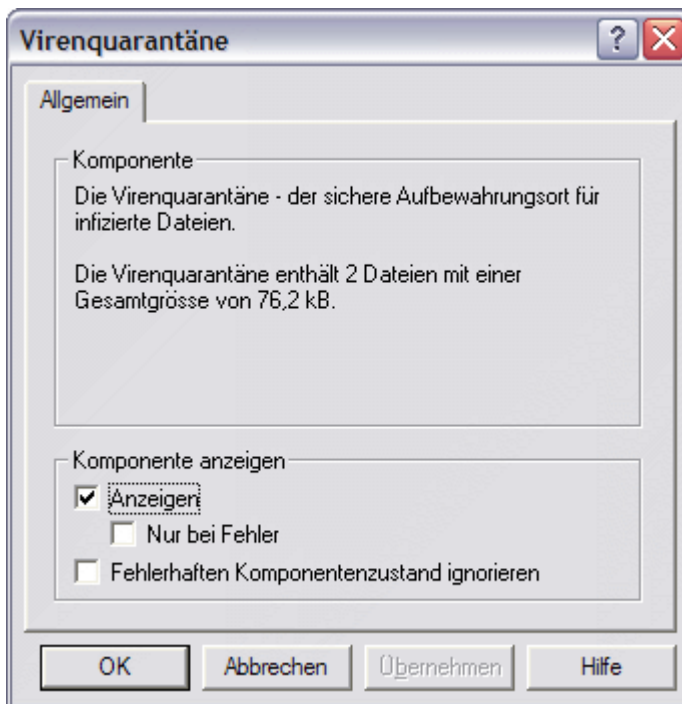 Virenquarantäne
Allgemein
Komponente
Die Virenquarantäne - der sichere Aufbewahrungsort für
infizierte Dateien.
Die Virenquarantäne enthält 2 Dateien mit einer
Gesamtgrösse von 76,2 kB.
Komponente anzeigen
Anzeigen
Nur bei Fehler
Fehlerhaften Komponentenzustand ignorieren
OK Abbrechen Übernehmen Hilfe